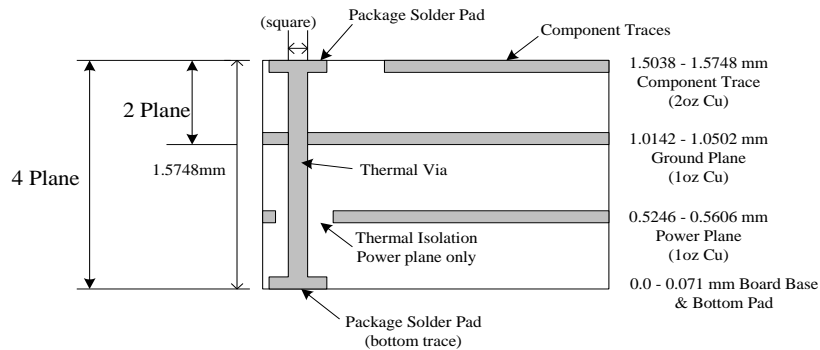 (square)
Package Solder Pad
Component Traces
1.5038 - 1.5748 mm
Component Trace
(2oz Cu)
2 Plane
1.0142 - 1.0502 mm
Ground Plane
(1oz Cu)
4 Plane
1.5748mm
Thermal Via
0.5246 - 0.5606 mm
Power Plane
(1oz Cu)
Thermal Isolation
Power plane only
0.0 - 0.071 mm Board Base
& Bottom Pad
Package Solder Pad
(bottom trace)